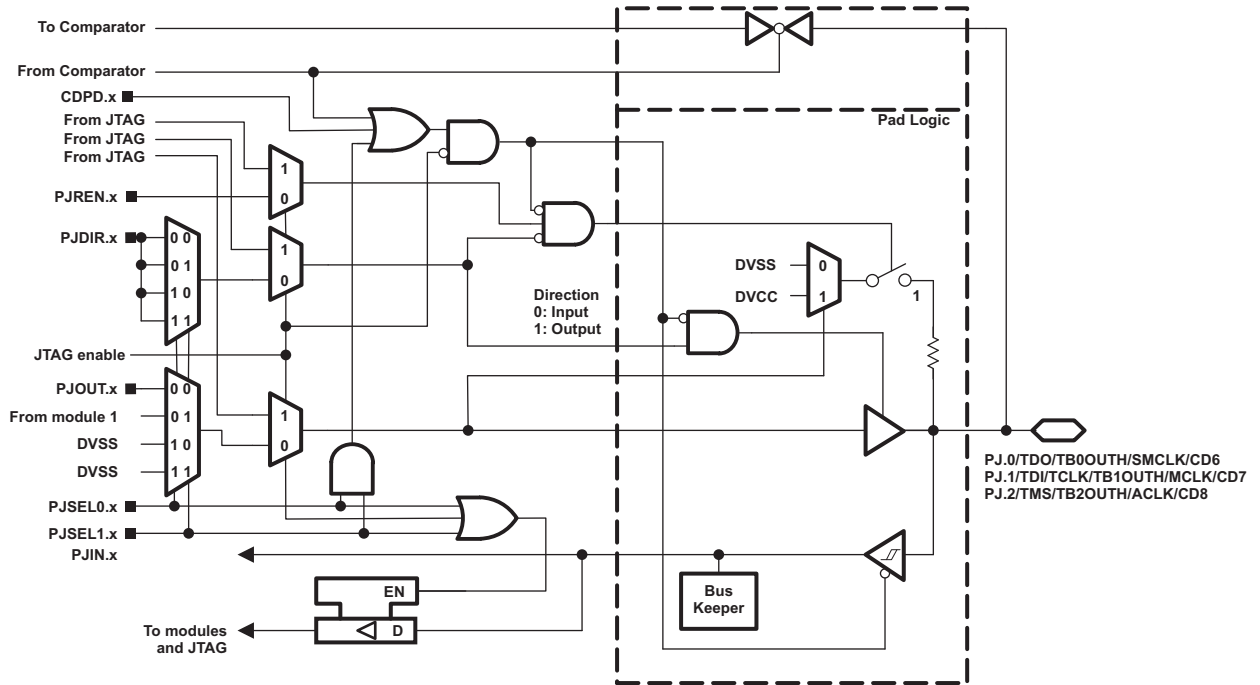 To Comparator
From Comparator
CDPD.x
From JTAG
From JTAG
From JTAG
Pad Logic
1
0
PJREN.x
PJDIR.x
0 0
0 1
1 0
1 1
1
0
DVSS
0
DVCC
1
1
Direction
0: Input
1: Output
JTAG enable
PJOUT.x
0 0
From module 1
0 1
DVSS
1 0
DVSS
1 1
1
0
PJ.0/TDO/TB0OUTH/SMCLK/CD6
PJ.1/TDI/TCLK/TB1OUTH/MCLK/CD7
PJ.2/TMS/TB2OUTH/ACLK/CD8
PJSEL0.x
PJSEL1.x
PJIN.x
EN
D
Bus
Keeper
To modules
and JTAG